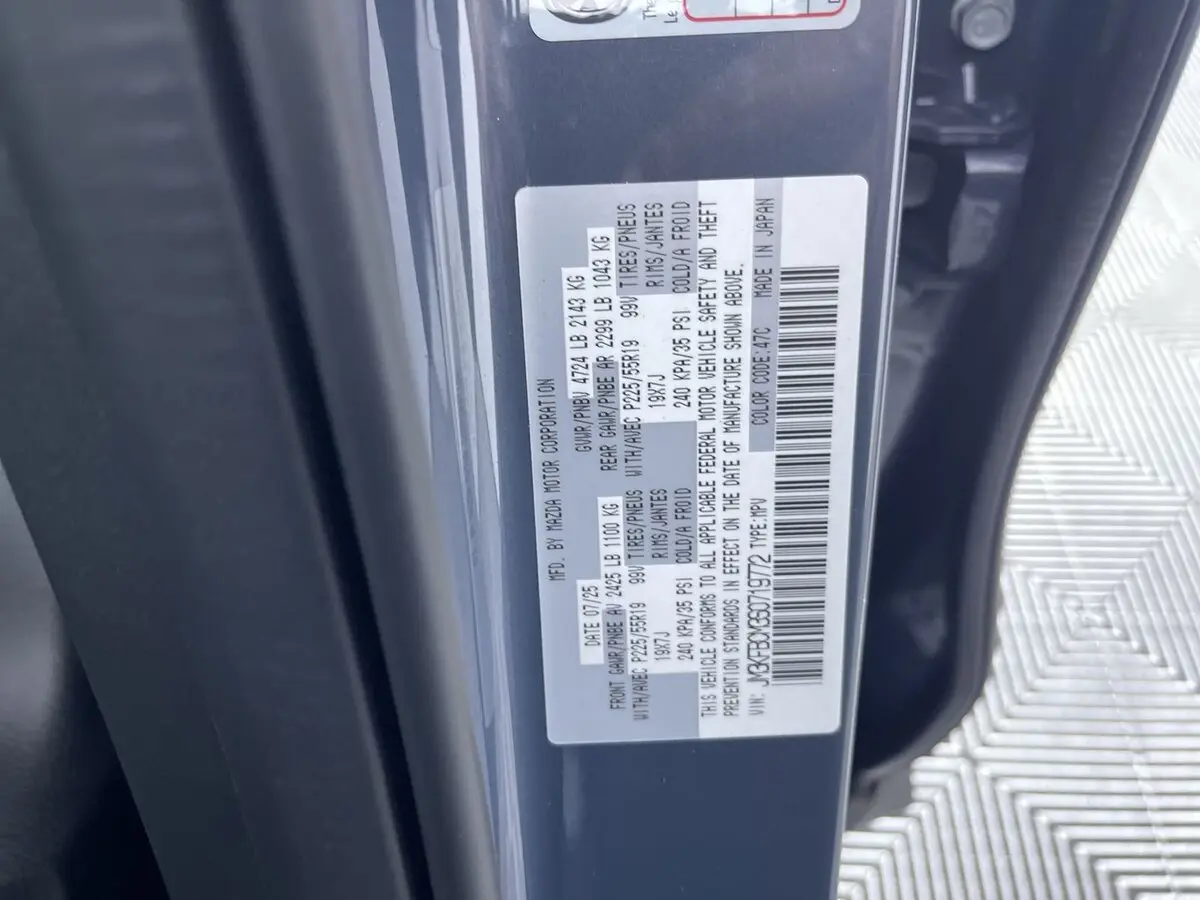 MFD. BY MAZDA MOTOR CORPORATION
DATE 07/25 GVWR/PNBV 4724 LB 2143 KG
FRONT GAWR/PNBE AV 2425 LB 1100 KG REAR GAWR/PNBE AR 2299 LB 1043 KG
WITH/AVEC P225/55R19 99V TIRES/PNEUS WITH/AVEC P225/55R19 99V TIRES/PNEUS
19X7J RIMS/JANTES 19X7J RIMS/JANTES
240 KPA/35 PSI COLD/A FROID 240 KPA/35 PSI COLD/A FROID
THIS VEHICLE CONFORMS TO ALL APPLICABLE FEDERAL MOTOR VEHICLE SAFETY AND THEFT
PREVENTION STANDARDS IN EFFECT ON THE DATE OF MANUFACTURE SHOWN ABOVE.
VIN: TYPE:MPV COLOR CODE:47C MADE IN JAPAN